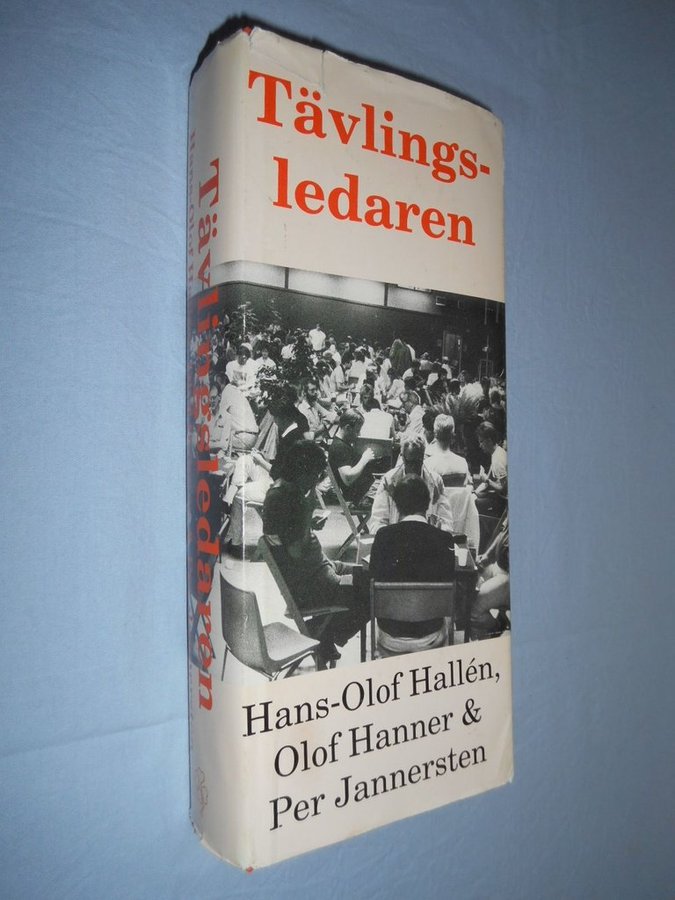 Tävlings-
ledaren
Hans-Olof Hallén,
Olof Hanner &
Per Jannersten
Tävlingsledaren